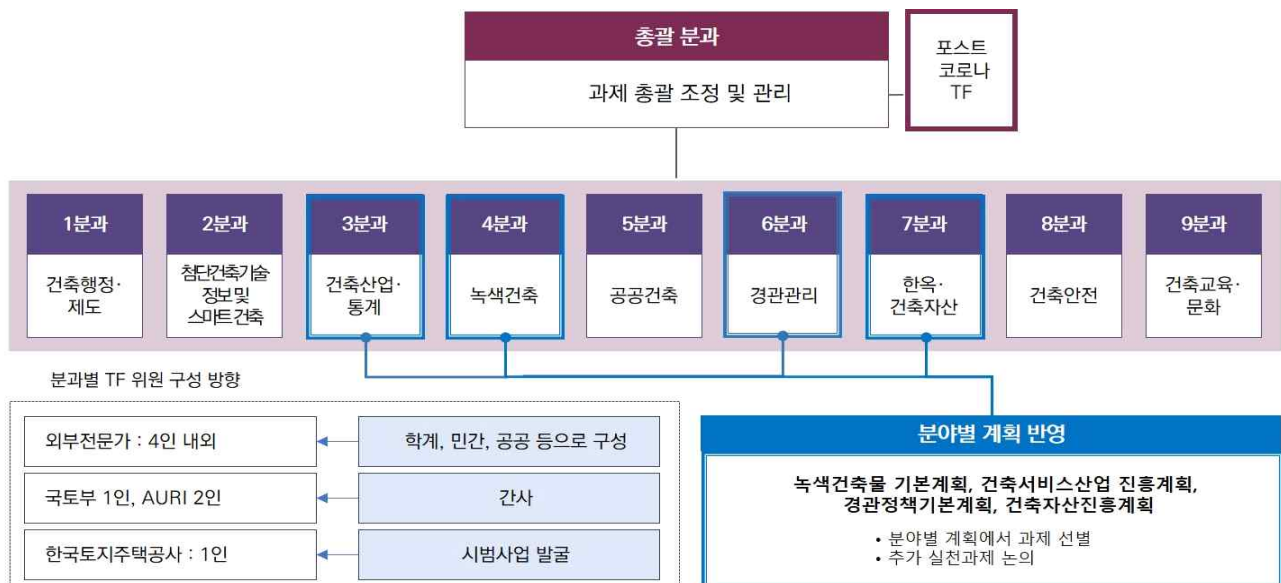 총괄 분과
과제 총괄 조정 및 관리
포스트
코로나
TF
1분과
건축행정·
제도
2분과
첨단건축기술
정보 및
스마트 건축
3분과
건축산업·
통계
4분과
녹색건축
5분과
공공건축
6분과
경관관리
7분과
한옥·
건축자산
8분과
건축안전
9분과
건축교육·
문화
분과별 TF 위원 구성 방향
외부전문가 : 4인 내외
학계, 민간, 공공 등으로 구성
국토부 1인, AURI 2인
간사
한국토지주택공사 : 1인
시범사업 발굴
분야별 계획 반영
녹색건축물 기본계획, 건축서비스산업 진흥계획,
경관정책기본계획, 건축자산진흥계획
• 분야별 계획에서 과제 선별
• 추가 실천과제 논의